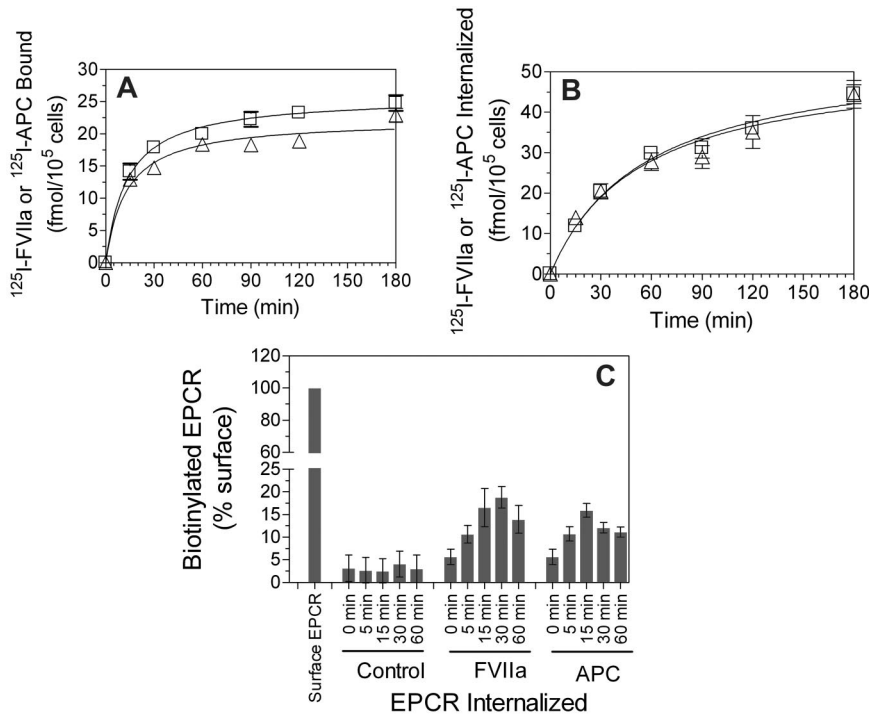 A
¹²⁵I-FVIIa or ¹²⁵I-APC Bound
(fmol/10⁵ cells)
30
25
20
15
10
5
0
0 30 60 90 120 150 180
Time (min)
B
¹²⁵I-FVIIa or ¹²⁵I-APC Internalized
(fmol/10⁵ cells)
50
40
30
20
10
0
0 30 60 90 120 150 180
Time (min)
C
Biotinylated EPCR
(% surface)
120
100
80
60
25
20
15
10
5
0
Surface EPCR
0 min
5 min
15 min
30 min
60 min
Control
0 min
5 min
15 min
30 min
60 min
FVIIa
0 min
5 min
15 min
30 min
60 min
APC
EPCR Internalized